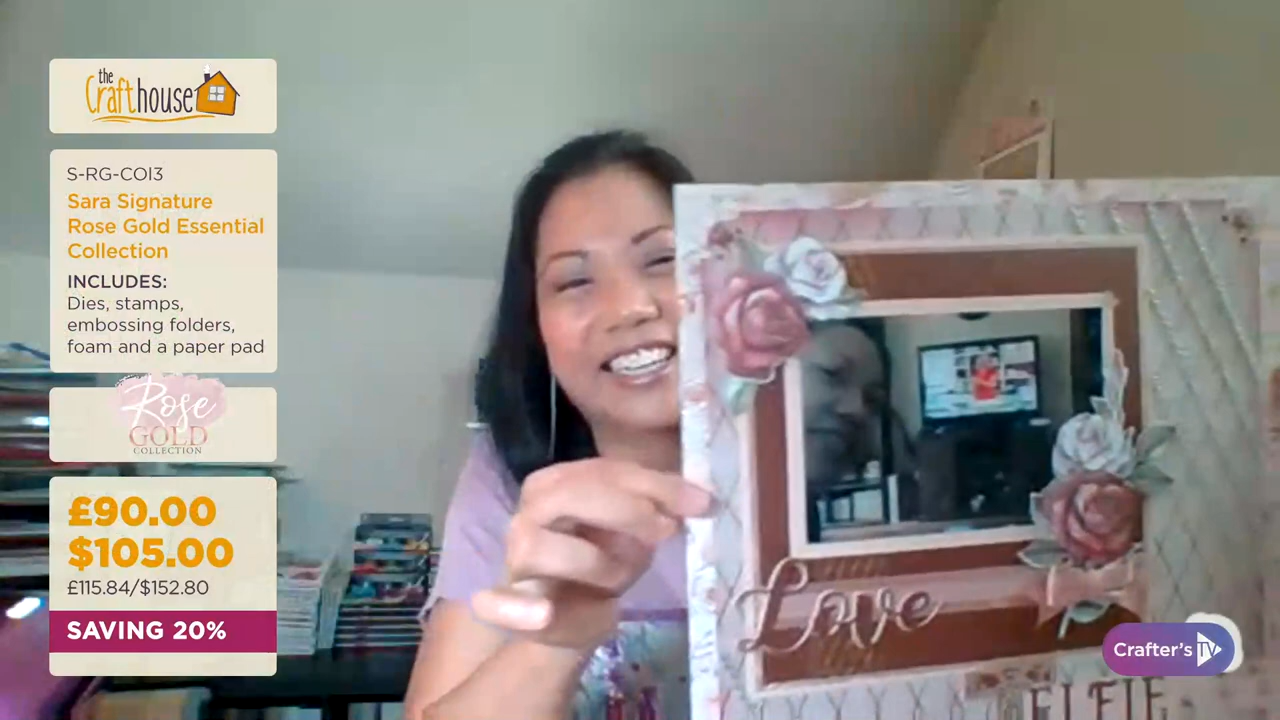 the
Crafthouse
S-RG-CO13
Sara Signature
Rose Gold Essential
Collection
INCLUDES:
Dies, stamps,
embossing folders,
foam and a paper pad
Rose
GOLD
COLLECTION
£90.00
$105.00
£115.84/$152.80
SAVING 20%
Love
ELFIE
Crafter's TV